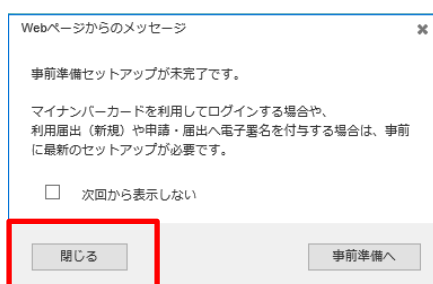 Webページからのメッセージ
事前準備セットアップが未完了です。
マイナンバーカードを利用してログインする場合や、
利用届出（新規）や申請・届出へ電子署名を付与する場合は、事前
に最新のセットアップが必要です。
次回から表示しない
閉じる
事前準備へ